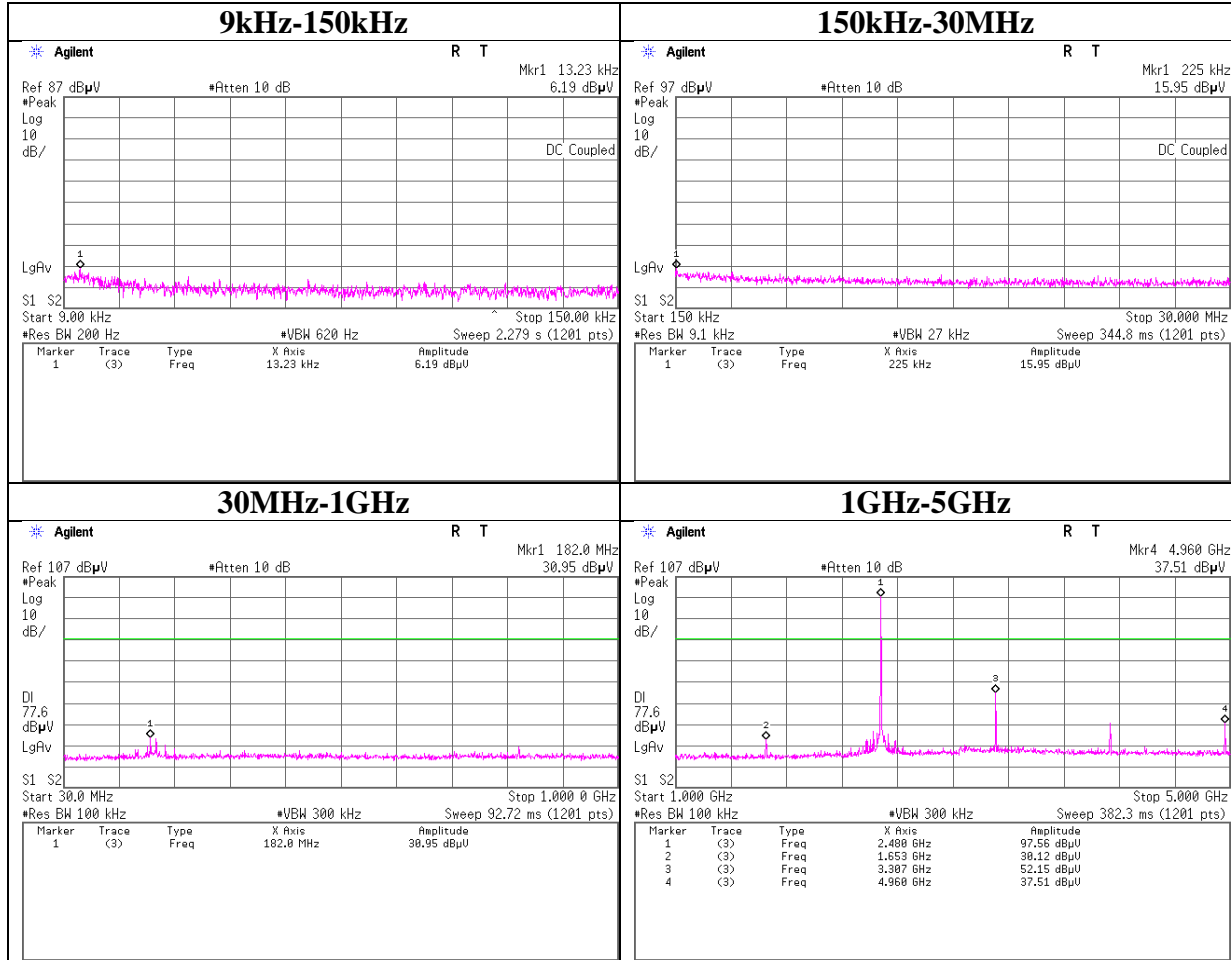 9kHz-150kHz
Agilent R T
Mkr1 13.23 kHz
Ref 87 dBµV #Atten 10 dB 6.19 dBµV
#Peak
Log
10
dB/
DC Coupled
1
LgAv
S1 S2
Start 9.00 kHz ^ Stop 150.00 kHz
#Res BW 200 Hz #VBW 620 Hz Sweep 2.279 s (1201 pts)
Marker Trace Type X Axis Amplitude
1 (3) Freq 13.23 kHz 6.19 dBµV
150kHz-30MHz
Agilent R T
Mkr1 225 kHz
Ref 97 dBµV #Atten 10 dB 15.95 dBµV
#Peak
Log
10
dB/
DC Coupled
1
LgAv
S1 S2
Start 150 kHz Stop 30.000 MHz
#Res BW 9.1 kHz #VBW 27 kHz Sweep 344.8 ms (1201 pts)
Marker Trace Type X Axis Amplitude
1 (3) Freq 225 kHz 15.95 dBµV
30MHz-1GHz
Agilent R T
Mkr1 182.0 MHz
Ref 107 dBµV #Atten 10 dB 30.95 dBµV
#Peak
Log
10
dB/
DI
77.6
dBµV
1
LgAv
S1 S2
Start 30.0 MHz Stop 1.000 0 GHz
#Res BW 100 kHz #VBW 300 kHz Sweep 92.72 ms (1201 pts)
Marker Trace Type X Axis Amplitude
1 (3) Freq 182.0 MHz 30.95 dBµV
1GHz-5GHz
Agilent R T
Mkr4 4.960 GHz
Ref 107 dBµV #Atten 10 dB 37.51 dBµV
#Peak
1
Log
10
dB/
3
DI
77.6
4
dBµV
2
LgAv
S1 S2
Start 1.000 GHz Stop 5.000 GHz
#Res BW 100 kHz #VBW 300 kHz Sweep 382.3 ms (1201 pts)
Marker Trace Type X Axis Amplitude
1 (3) Freq 2.480 GHz 97.56 dBµV
2 (3) Freq 1.653 GHz 30.12 dBµV
3 (3) Freq 3.307 GHz 52.15 dBµV
4 (3) Freq 4.960 GHz 37.51 dBµV